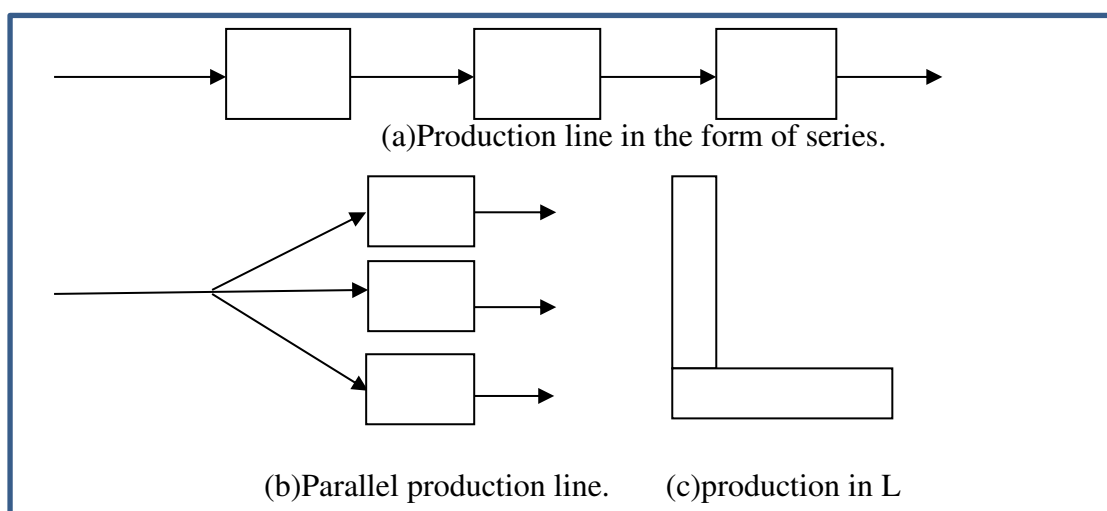 (a)Production line in the form of series.
(b)Parallel production line.
(c)production in L